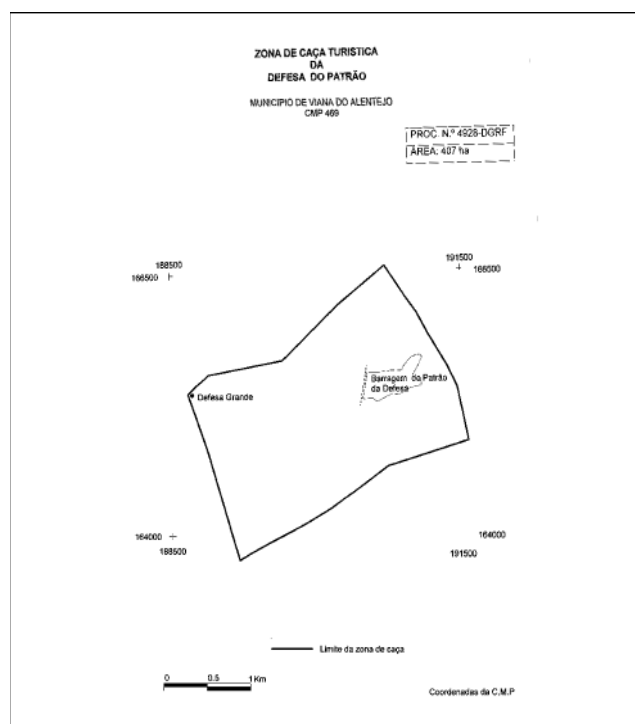 ZONA DE CAÇA TURISTICA
DA
DEFESA DO PATRÃO
MUNICIPIO DE VIANA DO ALENTEJO
CMP 469
PROC. N.º 4928-DGRF
ÁREA: 407 ha
188500
166500
191500
166500
Barragem do Patrão
da Defesa
Defesa Grande
164000
188500
164000
191500
Limite da zona de caça
0 0.5 1 Km
Coordenadas da C.M.P